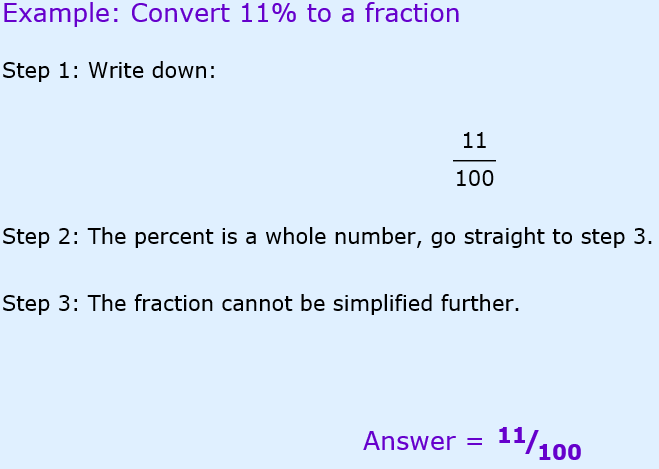 Example: Convert 11% to a fraction
Step 1: Write down:
11
100
Step 2: The percent is a whole number, go straight to step 3.
Step 3: The fraction cannot be simplified further.
Answer = 11/100